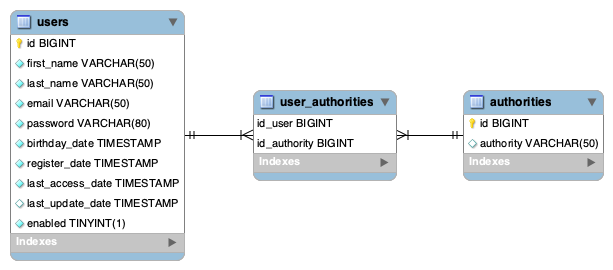 users
id BIGINT
first_name VARCHAR(50)
last_name VARCHAR(50)
email VARCHAR(50)
password VARCHAR(80)
birthday_date TIMESTAMP
register_date TIMESTAMP
last_access_date TIMESTAMP
last_update_date TIMESTAMP
enabled TINYINT(1)
Indexes
user_authorities
id_user BIGINT
id_authority BIGINT
Indexes
authorities
id BIGINT
authority VARCHAR(50)
Indexes